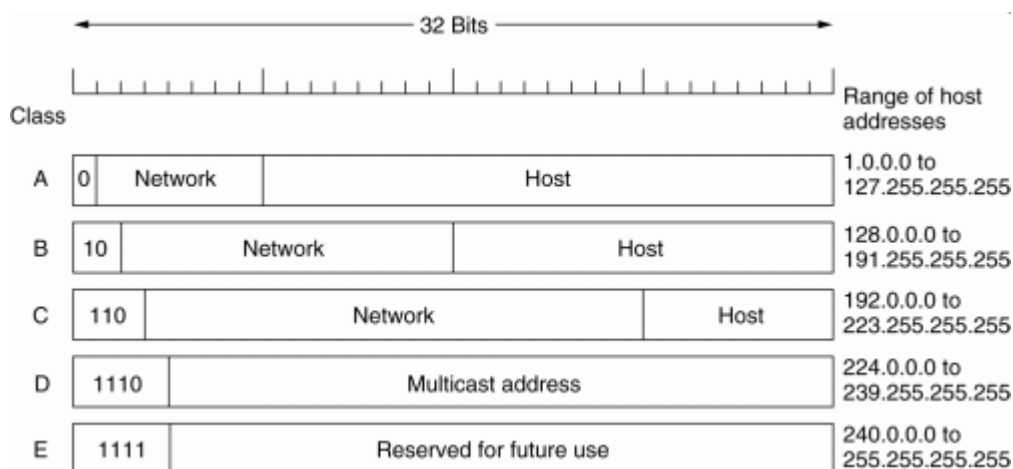 32 Bits
Class
Range of host
addresses
A
0
Network
Host
1.0.0.0 to
127.255.255.255
B
10
Network
Host
128.0.0.0 to
191.255.255.255
C
110
Network
Host
192.0.0.0 to
223.255.255.255
D
1110
Multicast address
224.0.0.0 to
239.255.255.255
E
1111
Reserved for future use
240.0.0.0 to
255.255.255.255